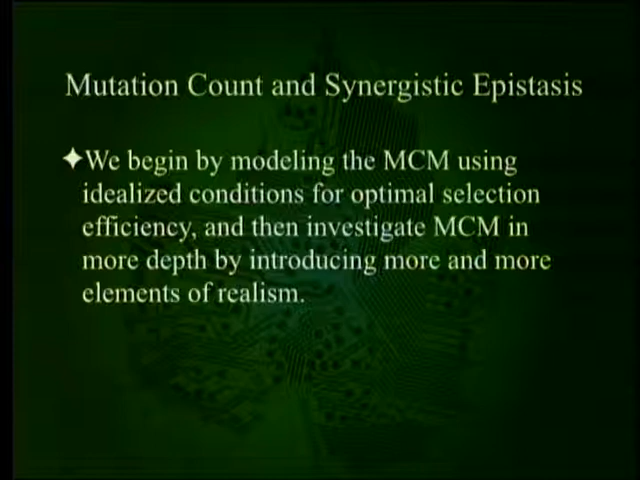 Mutation Count and Synergistic Epistasis
✦We begin by modeling the MCM using
idealized conditions for optimal selection
efficiency, and then investigate MCM in
more depth by introducing more and more
elements of realism.